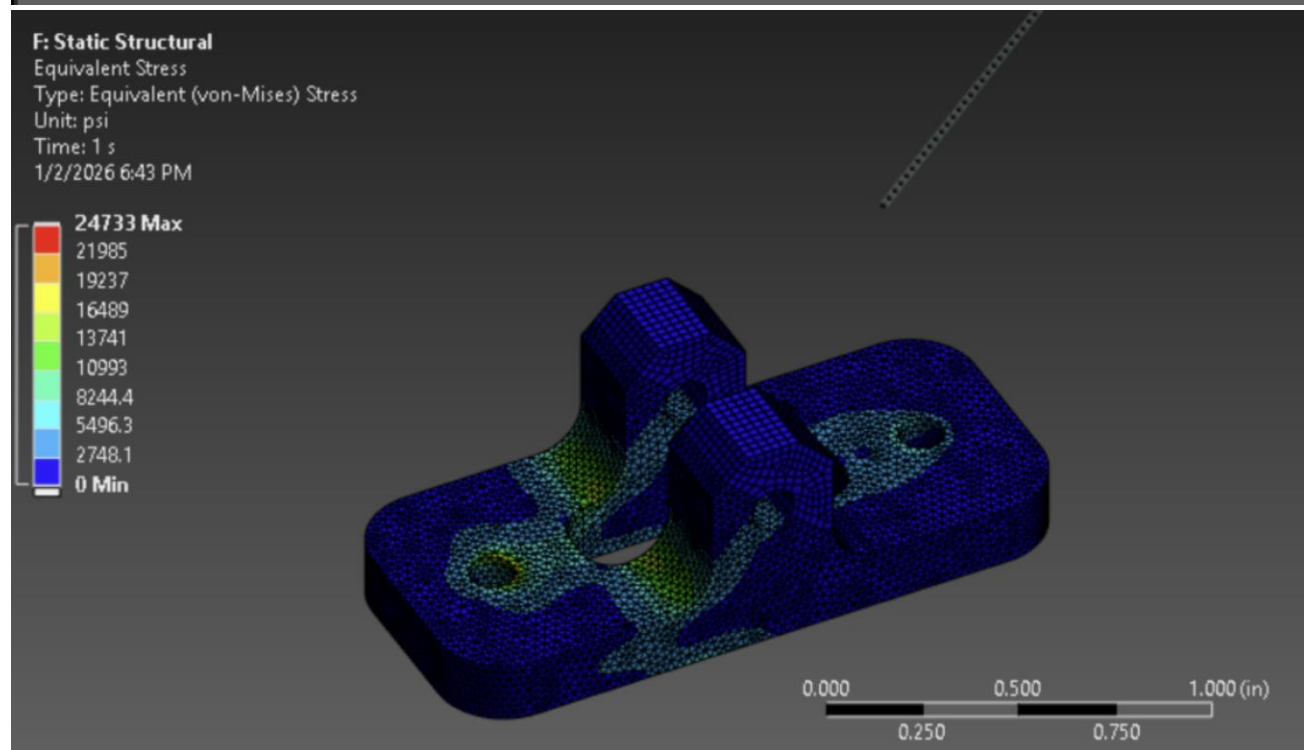 F: Static Structural
Equivalent Stress
Type: Equivalent (von-Mises) Stress
Unit: psi
Time: 1 s
1/2/2026 6:43 PM
24733 Max
21985
19237
16489
13741
10993
8244.4
5496.3
2748.1
0 Min
0.000 0.500 1.000 (in)
0.250 0.750